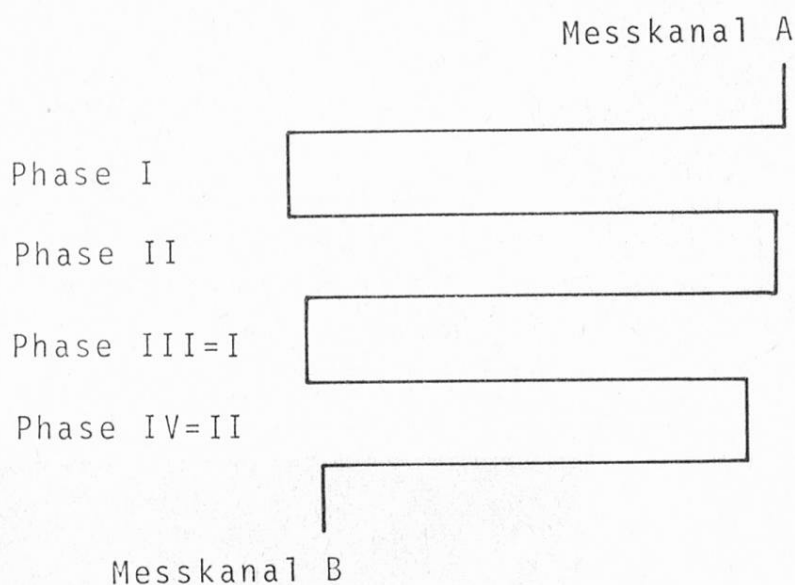 Messkanal A
Phase I
Phase II
Phase III=I
Phase IV=II
Messkanal B